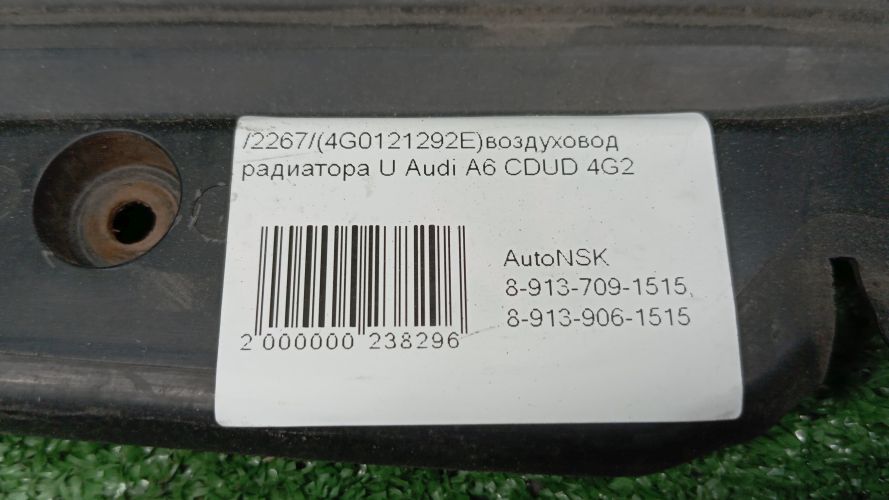 /2267/(4G0121292E)воздуховод
радиатора U Audi A6 CDUD 4G2
AutoNSK
8-913-709-1515,
8-913-906-1515
2 000000 238296